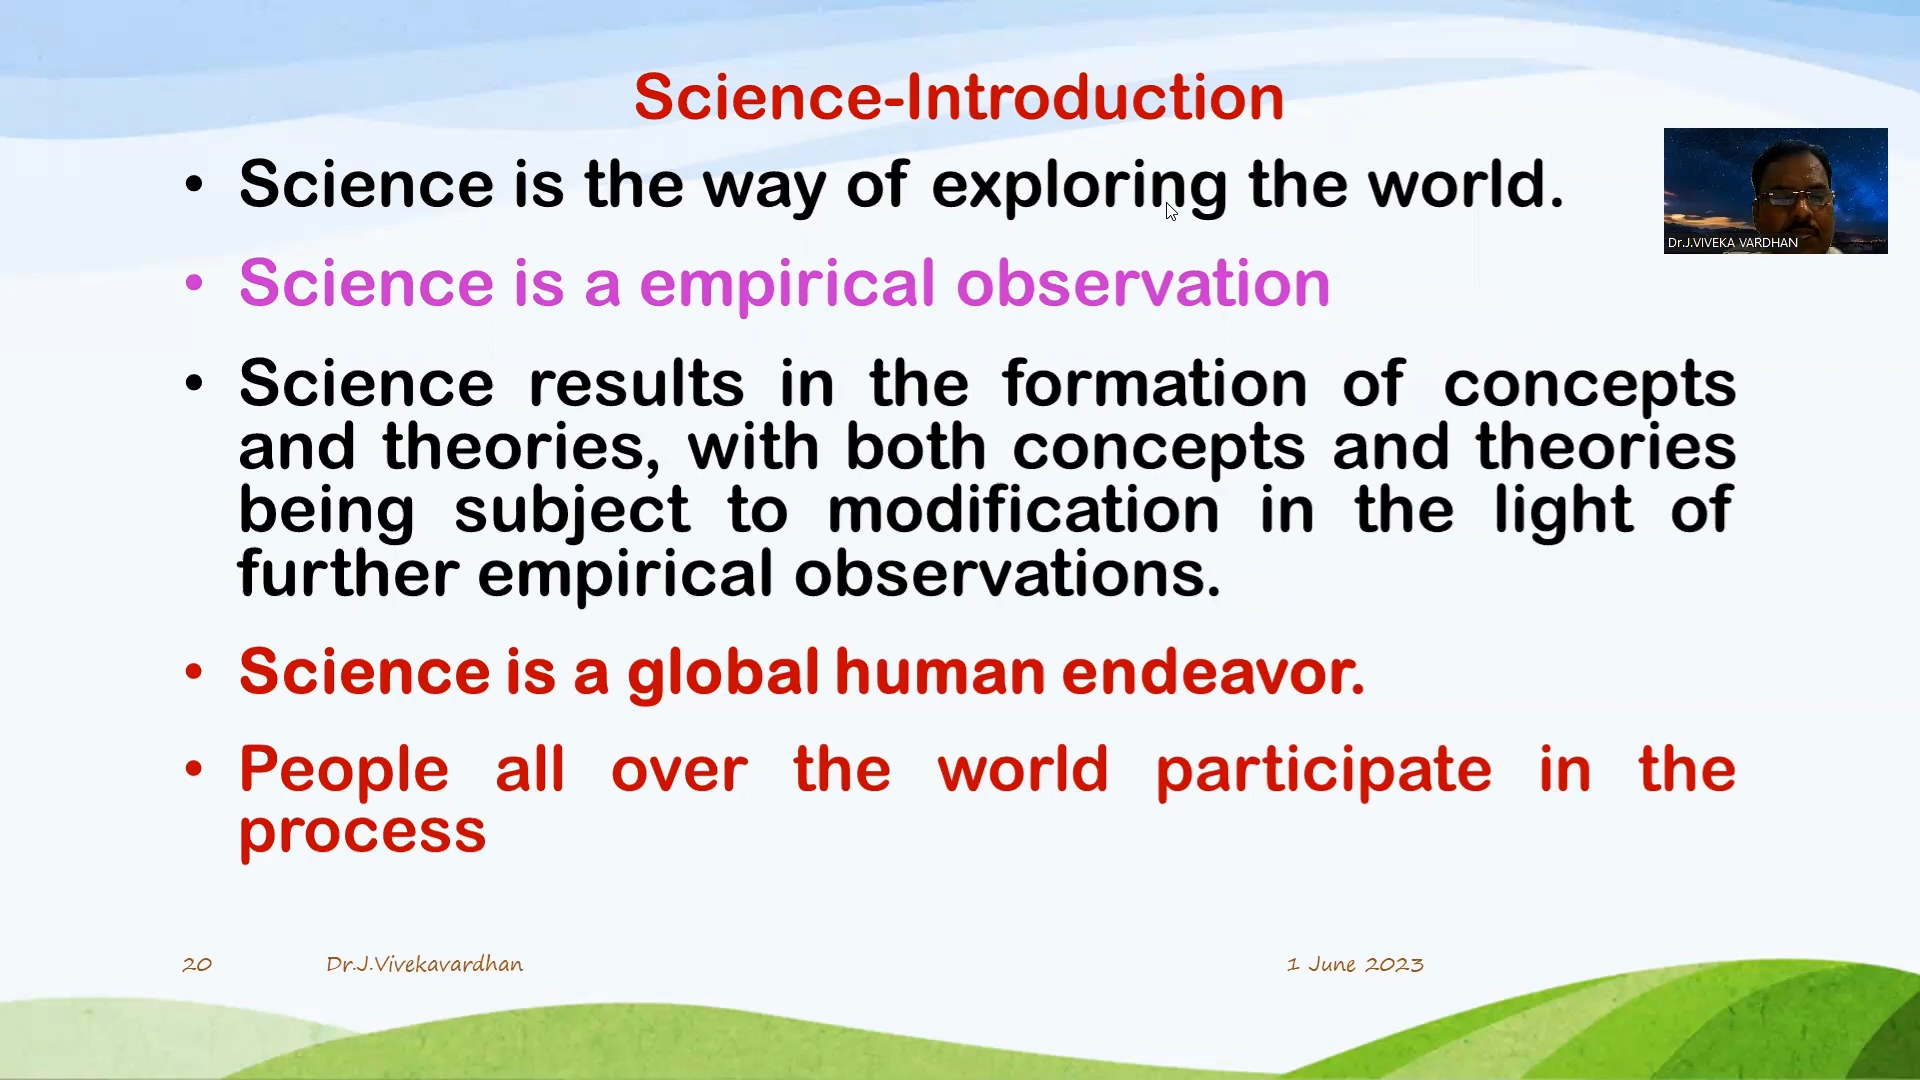 Science-Introduction
• Science is the way of exploring the world.
Dr.J.VIVEKA VARDHAN
• Science is a empirical observation
• Science results in the formation of concepts
and theories, with both concepts and theories
being subject to modification in the light of
further empirical observations.
• Science is a global human endeavor.
• People all over the world participate in the
process
20 Dr.J.Vivekavardhan 1 June 2023